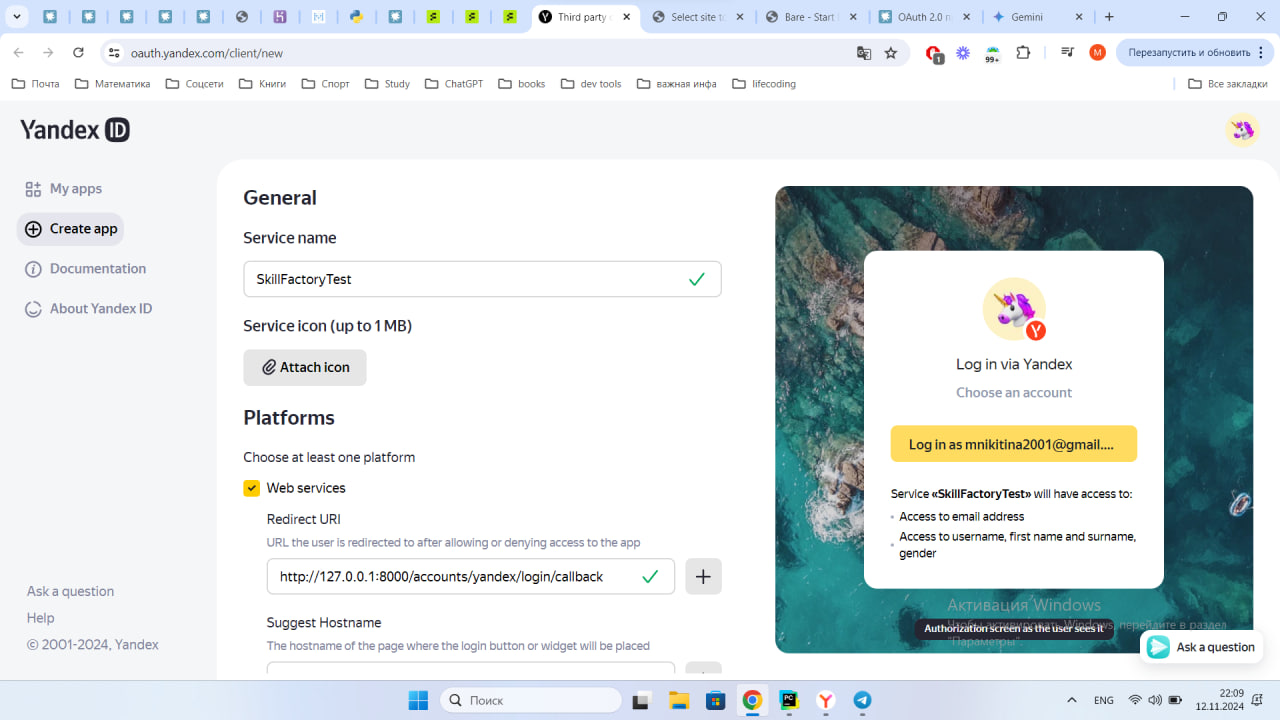 Third party
Select site to
Bare - Start
OAuth 2.0
Gemini
oauth.yandex.com/client/new
1
99+
M
Перезапустить и обновить
Почта
Математика
Соцсети
Книги
Спорт
Study
ChatGPT
books
dev tools
важная инфа
lifecoding
Все закладки
Yandex ID
My apps
Create app
Documentation
About Yandex ID
Ask a question
Help
© 2001-2024, Yandex
General
Service name
SkillFactoryTest
Service icon (up to 1 MB)
Attach icon
Platforms
Choose at least one platform
Web services
Redirect URI
URL the user is redirected to after allowing or denying access to the app
http://127.0.0.1:8000/accounts/yandex/login/callback
Suggest Hostname
The hostname of the page where the login button or widget will be placed
Log in via Yandex
Choose an account
Log in as mnikitina2001@gmail....
Service «SkillFactoryTest» will have access to:
Access to email address
Access to username, first name and surname,
gender
Активация Windows
Чтобы активировать Windows, перейдите в раздел
"Параметры".
Authorization screen as the user sees it
Ask a question
Поиск
ENG
22:09
12.11.2024